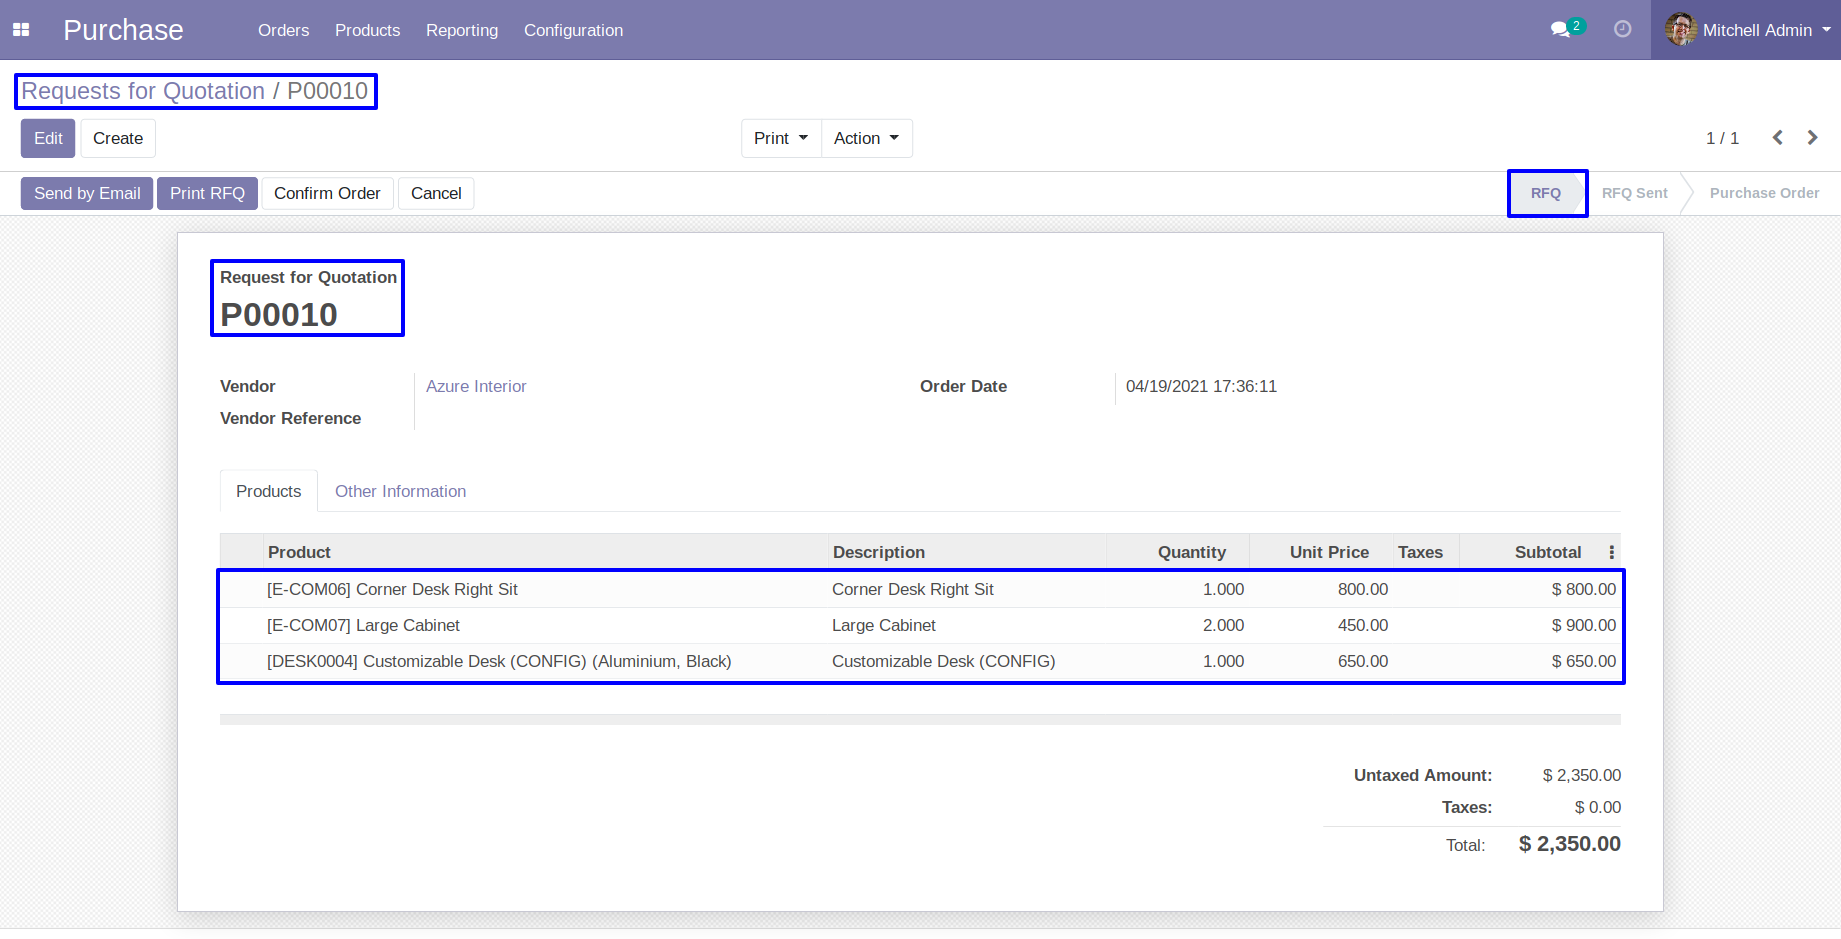 Purchase Orders Products Reporting Configuration 2 Mitchell Admin
Requests for Quotation / P00010
Edit Create Print Action 1 / 1
Send by Email Print RFQ Confirm Order Cancel RFQ RFQ Sent Purchase Order
Request for Quotation
P00010
Vendor Azure Interior Order Date 04/19/2021 17:36:11
Vendor Reference
Products Other Information
Product Description Quantity Unit Price Taxes Subtotal
[E-COM06] Corner Desk Right Sit Corner Desk Right Sit 1.000 800.00 $ 800.00
[E-COM07] Large Cabinet Large Cabinet 2.000 450.00 $ 900.00
[DESK0004] Customizable Desk (CONFIG) (Aluminium, Black) Customizable Desk (CONFIG) 1.000 650.00 $ 650.00
Untaxed Amount: $ 2,350.00
Taxes: $ 0.00
Total: $ 2,350.00